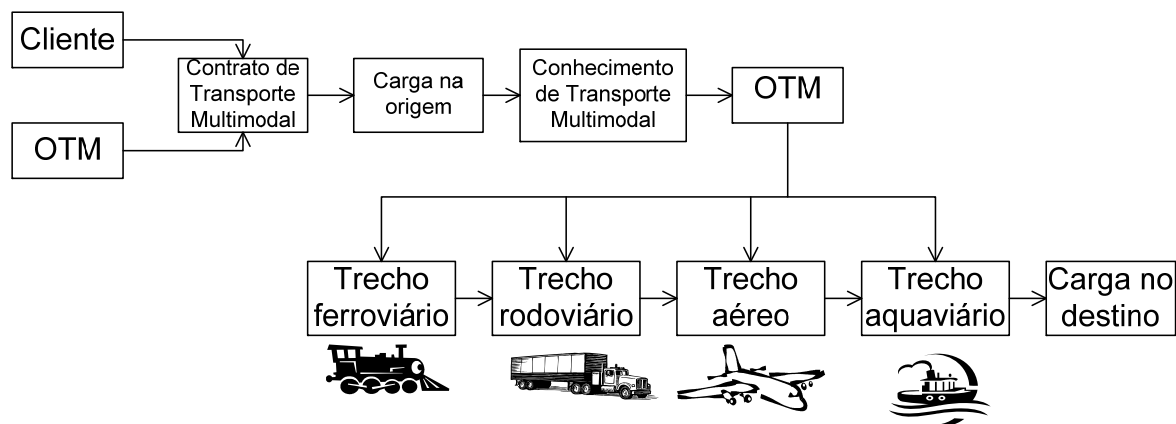 Cliente
OTM
Contrato de
Transporte
Multimodal
Carga na
origem
Conhecimento
de Transporte
Multimodal
OTM
Trecho
ferroviário
Trecho
rodoviário
Trecho
aéreo
Trecho
aquaviário
Carga no
destino